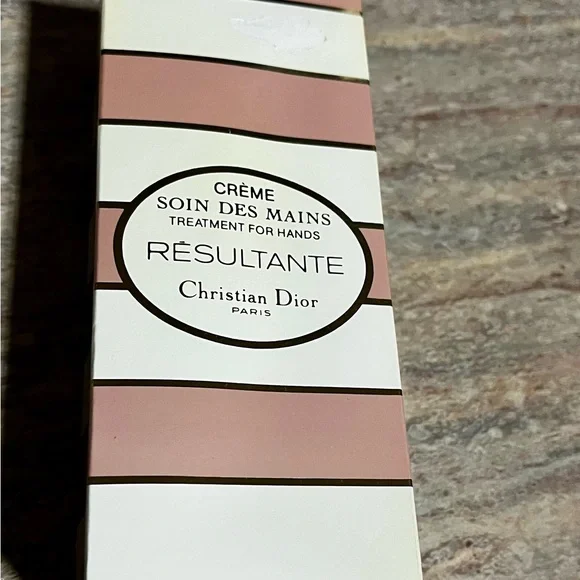 CRÈME
SOIN DES MAINS
TREATMENT FOR HANDS
RÉSULTANTE
Christian Dior
PARIS